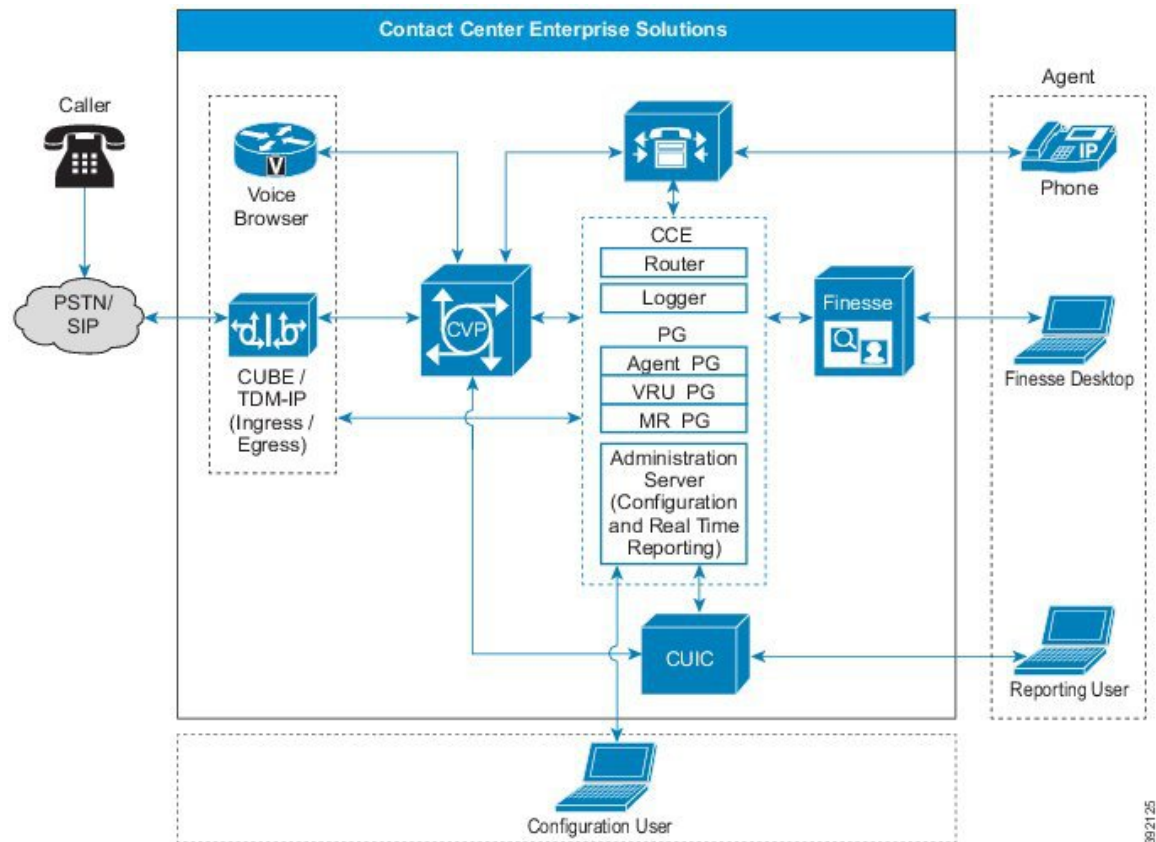 Contact Center Enterprise Solutions
Caller
Agent
V
Voice
Browser
IP
Phone
CCE
Router
Logger
PG
Agent PG
VRU PG
MR PG
Administration
Server
(Configuration
and Real Time
Reporting)
PSTN/
SIP
CUBE /
TDM-IP
(Ingress /
Egress)
CVP
Finesse
Finesse Desktop
CUIC
Reporting User
Configuration User
392125